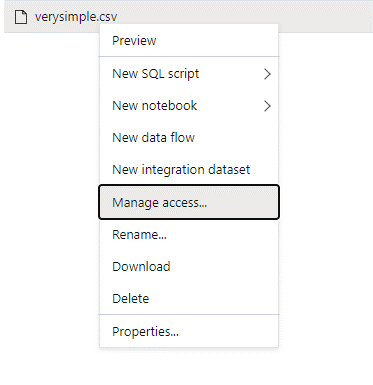 verysimple.csv
Preview
New SQL script
New notebook
New data flow
New integration dataset
Manage access...
Rename...
Download
Delete
Properties...